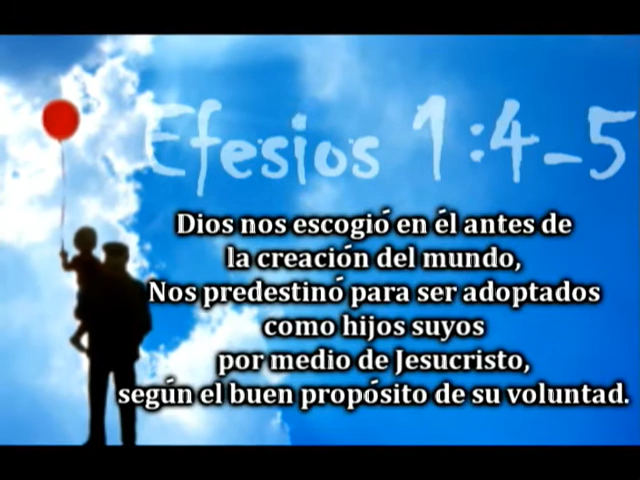 Efesios 1:4-5
Dios nos escogió en él antes de
la creación del mundo,
Nos predestinó para ser adoptados
como hijos suyos
por medio de Jesucristo,
según el buen propósito de su voluntad.